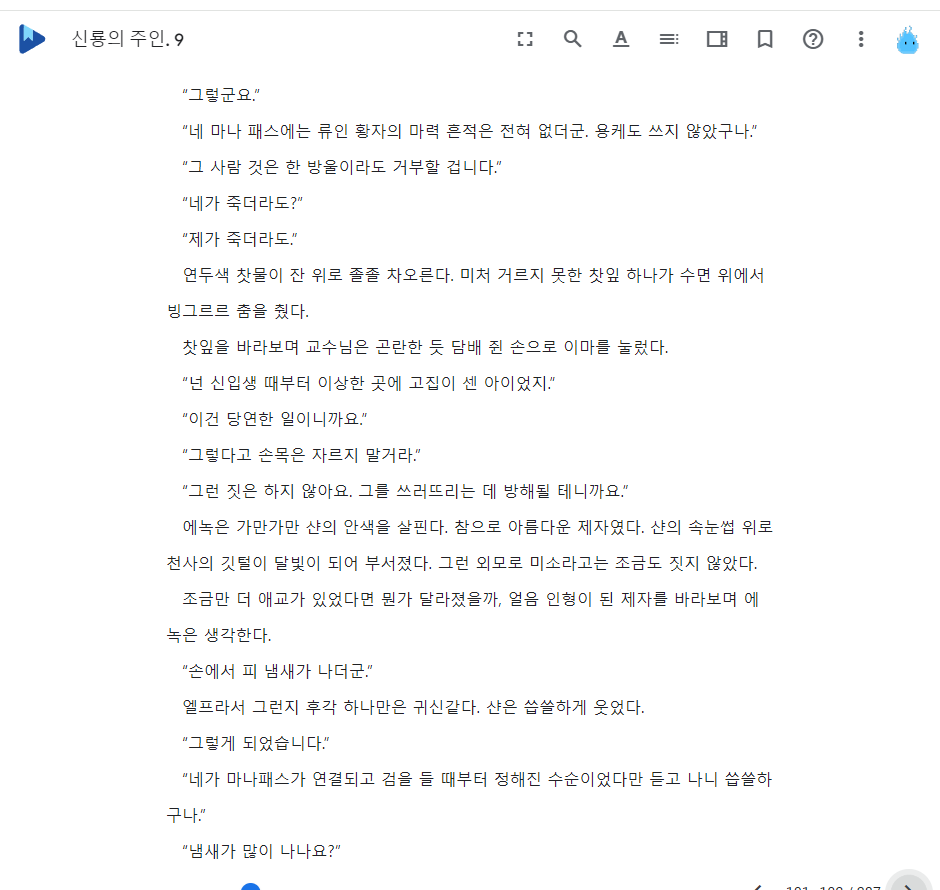 신룡의 주인. 9
A
“그렇군요.”
“네 마나 패스에는 류인 황자의 마력 흔적은 전혀 없더군. 용케도 쓰지 않았구나.”
“그 사람 것은 한 방울이라도 거부할 겁니다.”
“네가 죽더라도?”
“제가 죽더라도.”
연두색 찻물이 잔 위로 졸졸 차오른다. 미처 거르지 못한 찻잎 하나가 수면 위에서
빙그르르 춤을 췄다.
찻잎을 바라보며 교수님은 곤란한 듯 담배 쥔 손으로 이마를 눌렀다.
“넌 신입생 때부터 이상한 곳에 고집이 센 아이었지.”
“이건 당연한 일이니까요.”
“그렇다고 손목은 자르지 말거라.”
“그런 짓은 하지 않아요. 그를 쓰러뜨리는 데 방해될 테니까요.”
에녹은 가만가만 샨의 안색을 살핀다. 참으로 아름다운 제자였다. 샨의 속눈썹 위로
천사의 깃털이 달빛이 되어 부서졌다. 그런 외모로 미소라고는 조금도 짓지 않았다.
조금만 더 애교가 있었다면 뭔가 달라졌을까, 얼음 인형이 된 제자를 바라보며 에
녹은 생각한다.
“손에서 피 냄새가 나더군.”
엘프라서 그런지 후각 하나만은 귀신같다. 샨은 씁쓸하게 웃었다.
“그렇게 되었습니다.”
“네가 마나패스가 연결되고 검을 들 때부터 정해진 수순이었다만 듣고 나니 씁쓸하
구나.”
“냄새가 많이 나나요?”